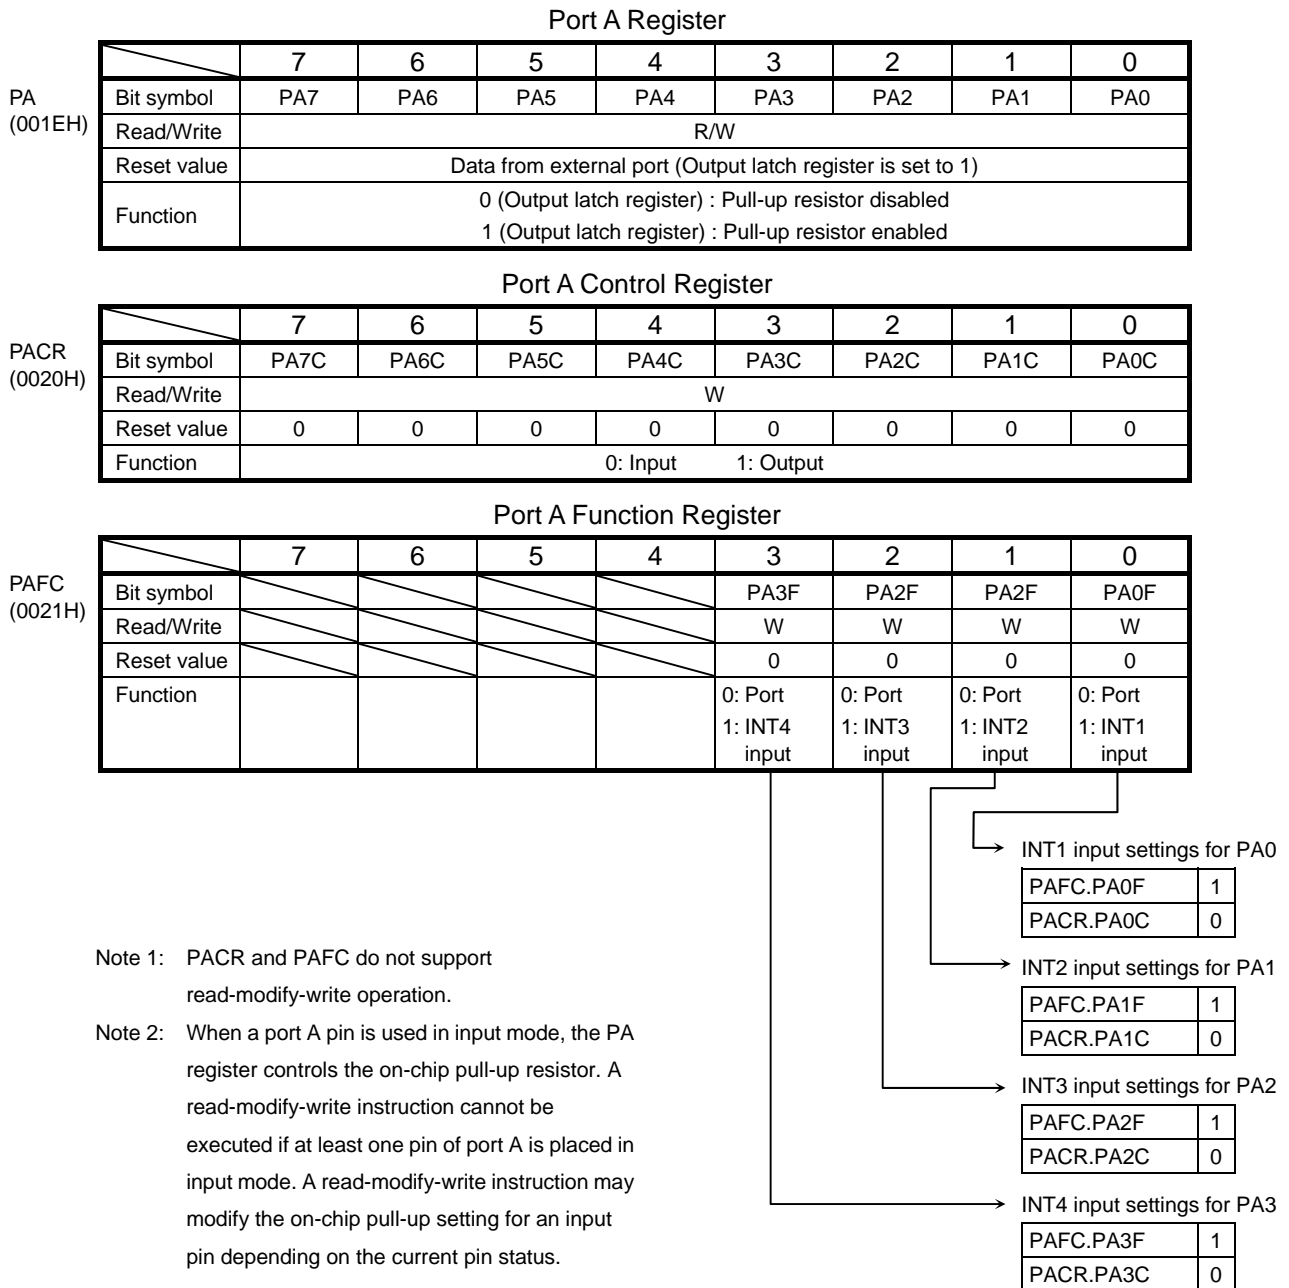 Port A Register
7 6 5 4 3 2 1 0
PA
(001EH)
Bit symbol PA7 PA6 PA5 PA4 PA3 PA2 PA1 PA0
Read/Write R/W
Reset value Data from external port (Output latch register is set to 1)
Function 0 (Output latch register) : Pull-up resistor disabled
1 (Output latch register) : Pull-up resistor enabled
Port A Control Register
7 6 5 4 3 2 1 0
PACR
(0020H)
Bit symbol PA7C PA6C PA5C PA4C PA3C PA2C PA1C PA0C
Read/Write W
Reset value 0 0 0 0 0 0 0 0
Function 0: Input 1: Output
Port A Function Register
7 6 5 4 3 2 1 0
PAFC
(0021H)
Bit symbol PA3F PA2F PA2F PA0F
Read/Write W W W W
Reset value 0 0 0 0
Function 0: Port 0: Port 0: Port 0: Port
1: INT4 1: INT3 1: INT2 1: INT1
input input input input
INT1 input settings for PA0
PAFC.PA0F 1
PACR.PA0C 0
INT2 input settings for PA1
PAFC.PA1F 1
PACR.PA1C 0
INT3 input settings for PA2
PAFC.PA2F 1
PACR.PA2C 0
INT4 input settings for PA3
PAFC.PA3F 1
PACR.PA3C 0
Note 1: PACR and PAFC do not support
read-modify-write operation.
Note 2: When a port A pin is used in input mode, the PA
register controls the on-chip pull-up resistor. A
read-modify-write instruction cannot be
executed if at least one pin of port A is placed in
input mode. A read-modify-write instruction may
modify the on-chip pull-up setting for an input
pin depending on the current pin status.